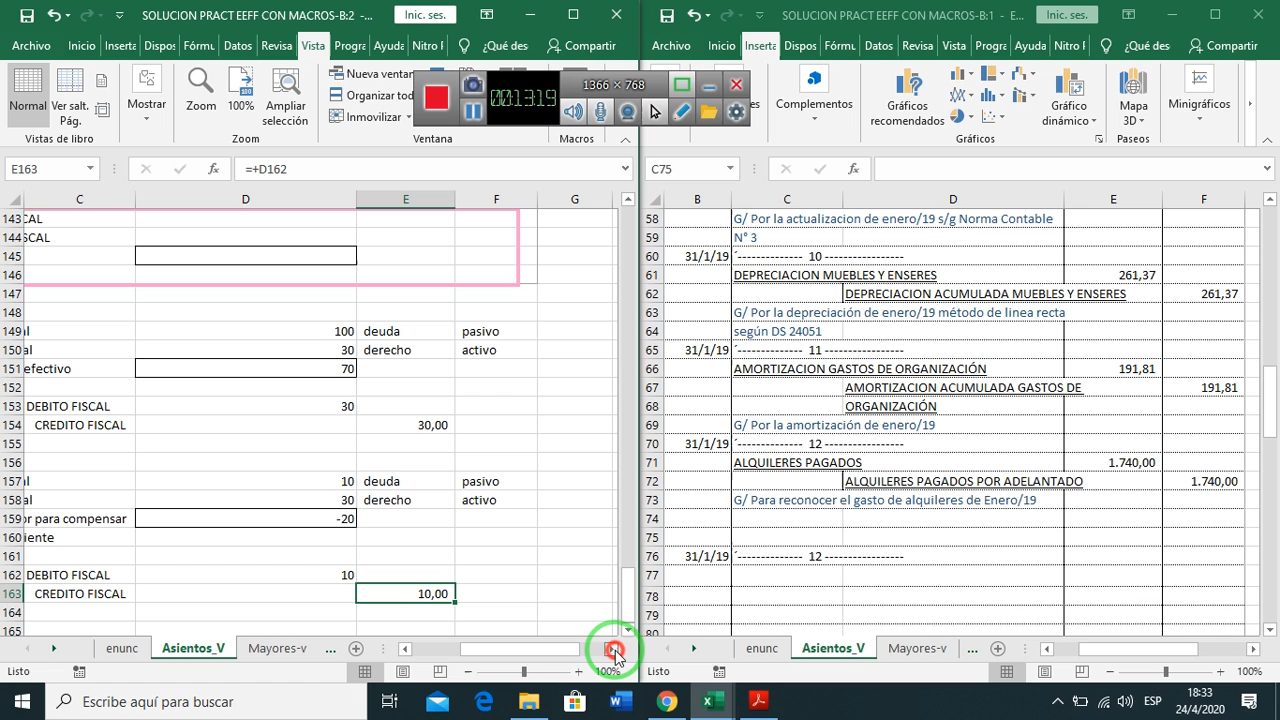 SOLUCION PRACT EEFF CON MACROS-B:2 -...
Inic. ses.
Archivo Inicio Inserta Dispos Fórmu Datos Revisa Vista Progra Ayuda Nitro P ¿Qué des Compartir
Normal
Ver salt. Pág.
Vistas de libro
Mostrar
Zoom
100%
Ampliar selección
Zoom
Nueva ventan
Organizar tod
Inmovilizar
Ventana
Macros
00:13:19
1366 × 768
E163
=+D162
C D E F G
143 CAL
144 SCAL
145
146
147
148
149 l 100 deuda pasivo
150 al 30 derecho activo
151 efectivo 70
152
153 DEBITO FISCAL 30
154 CREDITO FISCAL 30,00
155
156
157 l 10 deuda pasivo
158 al 30 derecho activo
159 or para compensar -20
160 iente
161
162 DEBITO FISCAL 10
163 CREDITO FISCAL 10,00
164
165
enunc Asientos_V Mayores-v ...
Listo
100%
SOLUCION PRACT EEFF CON MACROS-B:1 - E...
Inic. ses.
Archivo Inicio Inserta Dispos Fórmu Datos Revisa Vista Progra Ayuda Nitro P ¿Qué des Compartir
Complementos
Gráficos recomendados
Gráficos
Gráfico dinámico
Mapa 3D
Paseos
Minigráficos
C75
B C D E F
58 G/ Por la actualizacion de enero/19 s/g Norma Contable
59 N° 3
60 31/1/19 ´-------------- 10 -----------------
61 DEPRECIACION MUEBLES Y ENSERES 261,37
62 DEPRECIACION ACUMULADA MUEBLES Y ENSERES 261,37
63 G/ Por la depreciación de enero/19 método de linea recta
64 según DS 24051
65 31/1/19 ´-------------- 11 -----------------
66 AMORTIZACION GASTOS DE ORGANIZACIÓN 191,81
67 AMORTIZACION ACUMULADA GASTOS DE 191,81
68 ORGANIZACIÓN
69 G/ Por la amortización de enero/19
70 31/1/19 ´-------------- 12 -----------------
71 ALQUILERES PAGADOS 1.740,00
72 ALQUILERES PAGADOS POR ADELANTADO 1.740,00
73 G/ Para reconocer el gasto de alquileres de Enero/19
74
75
76 31/1/19 ´-------------- 12 -----------------
77
78
79
80
enunc Asientos_V Mayores-v ...
Listo
100%
Escribe aquí para buscar
ESP
18:33
24/4/2020